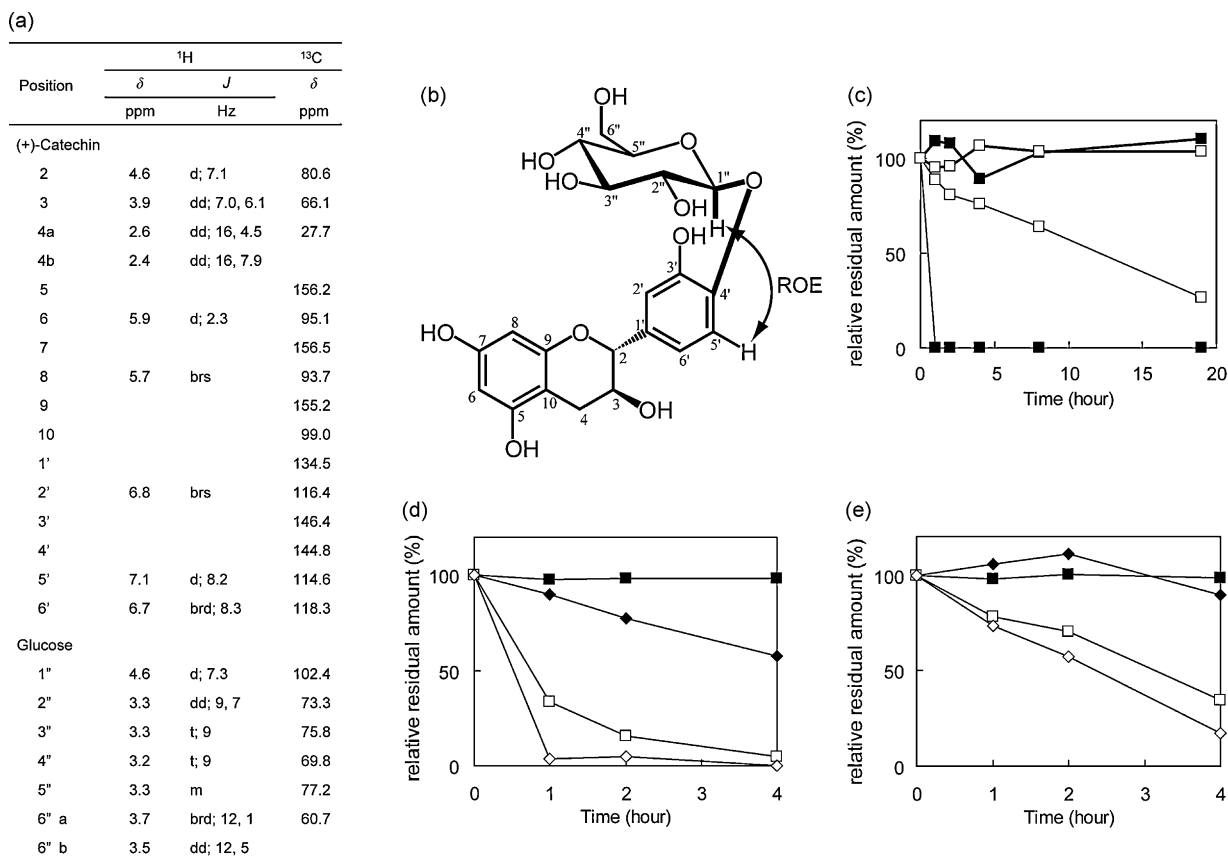 (a)
¹H ¹³C
Position δ J δ
ppm Hz ppm
(+)-Catechin
2 4.6 d; 7.1 80.6
3 3.9 dd; 7.0, 6.1 66.1
4a 2.6 dd; 16, 4.5 27.7
4b 2.4 dd; 16, 7.9
5 156.2
6 5.9 d; 2.3 95.1
7 156.5
8 5.7 brs 93.7
9 155.2
10 99.0
1' 134.5
2' 6.8 brs 116.4
3' 146.4
4' 144.8
5' 7.1 d; 8.2 114.6
6' 6.7 brd; 8.3 118.3
Glucose
1" 4.6 d; 7.3 102.4
2" 3.3 dd; 9, 7 73.3
3" 3.3 t; 9 75.8
4" 3.2 t; 9 69.8
5" 3.3 m 77.2
6" a 3.7 brd; 12, 1 60.7
6" b 3.5 dd; 12, 5
(b)
OH
4" 6"
5" O
HO
HO 2" 1" O
3" OH H
OH
3'
2' 4' ROE
8 9 O 1'
HO 7 2 5' H
6'
6 10 3
5 4 OH
OH
(c)
relative residual amount (%)
100
50
0
0 5 10 15 20
Time (hour)
(d)
relative residual amount (%)
100
50
0
0 1 2 3 4
Time (hour)
(e)
relative residual amount (%)
100
50
0
0 1 2 3 4
Time (hour)